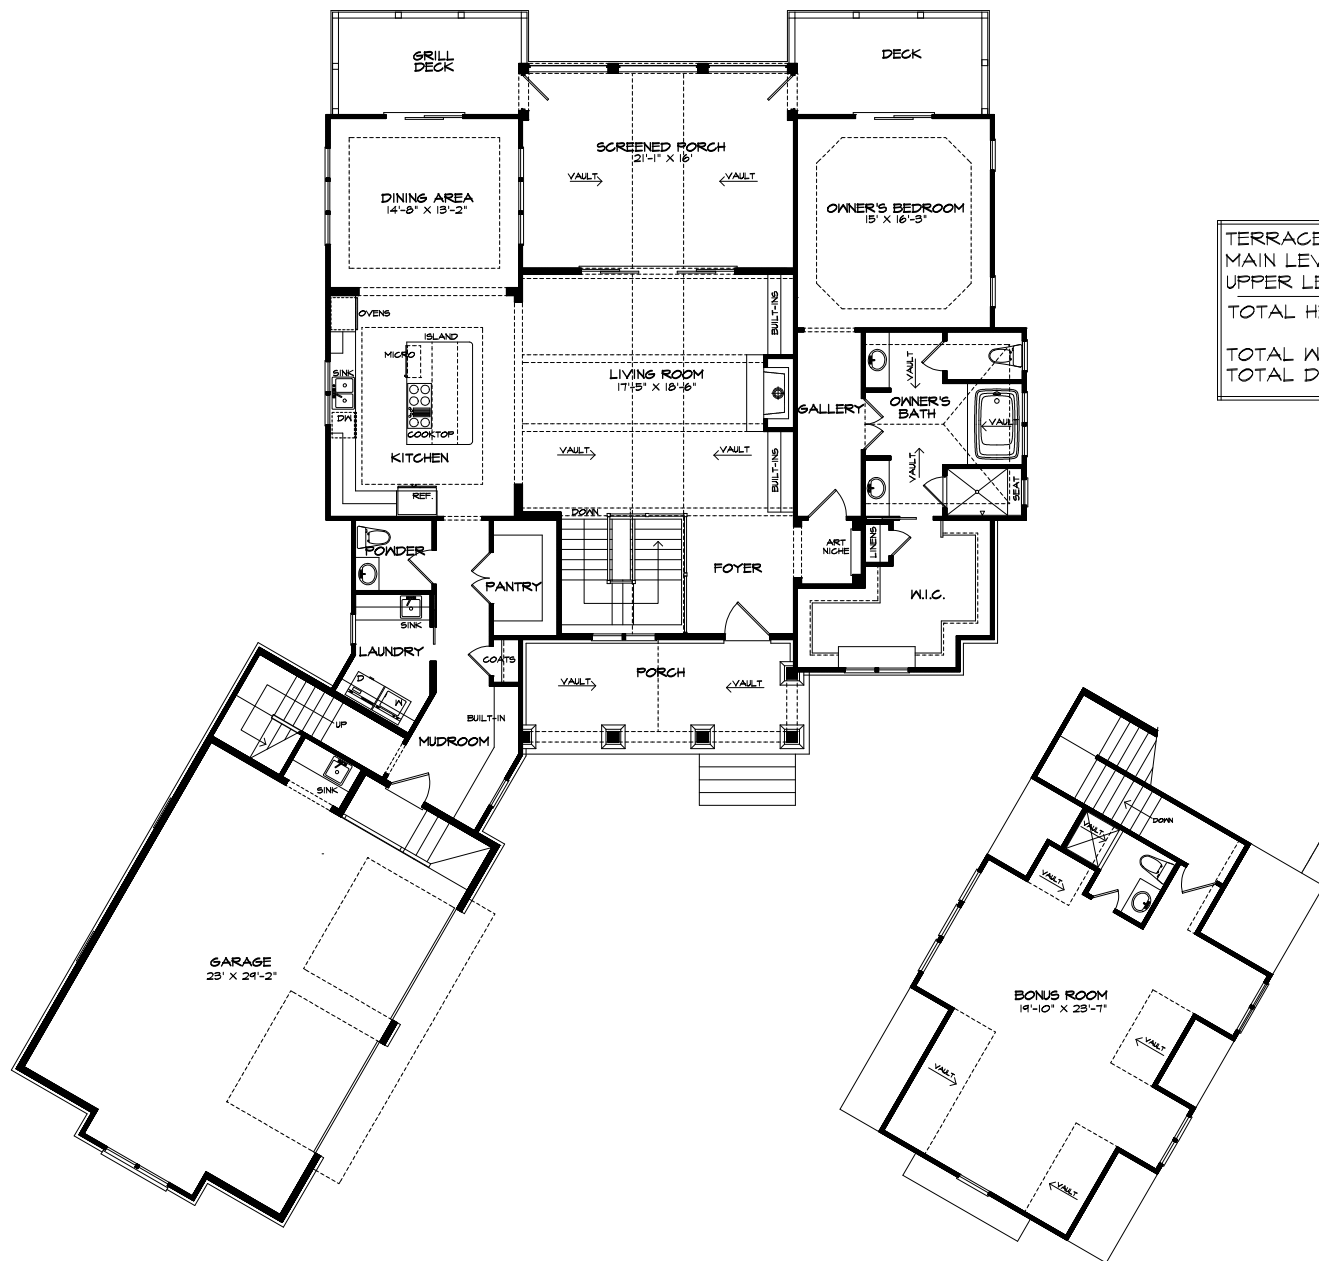 GRILL
DECK
DECK
SCREENED PORCH
21'-1" X 16'
VAULT
VAULT
DINING AREA
14'-8" X 13'-2"
OWNER'S BEDROOM
15' X 16'-3"
TERRACE
MAIN LEV
UPPER LE
TOTAL H
TOTAL W
TOTAL D
OVENS
BUILT-INS
ISLAND
MICRO
SINK
DW
COOKTOP
KITCHEN
REF.
LIVING ROOM
17'-5" X 18'-6"
VAULT
VAULT
BUILT-INS
GALLERY
VAULT
OWNER'S
BATH
VAULT
VAULT
SEAT
DOWN
POWDER
PANTRY
FOYER
ART
NICHE
LINENS
W.I.C.
SINK
LAUNDRY
COATS
D
W
PORCH
VAULT
VAULT
UP
BUILT-IN
MUDROOM
SINK
GARAGE
23' X 29'-2"
DOWN
VAULT
VAULT
BONUS ROOM
19'-10" X 23'-7"
VAULT
VAULT
VAULT